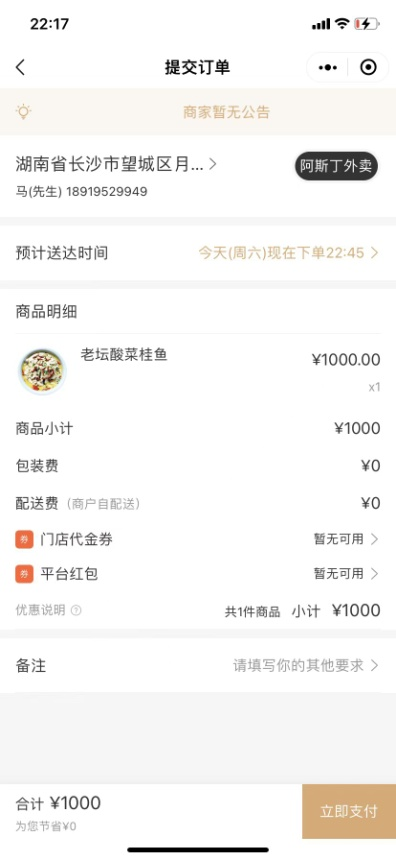 22:17
提交订单
商家暂无公告
湖南省长沙市望城区月...
阿斯丁外卖
马(先生) 18919529949
预计送达时间
今天(周六)现在下单22:45
商品明细
老坛酸菜桂鱼
¥1000.00
x1
商品小计 ¥1000
包装费 ¥0
配送费 (商户自配送) ¥0
券 门店代金券 暂无可用
券 平台红包 暂无可用
优惠说明 ? 共1件商品 小计 ¥1000
备注 请填写你的其他要求
合计 ¥1000
为您节省¥0
立即支付